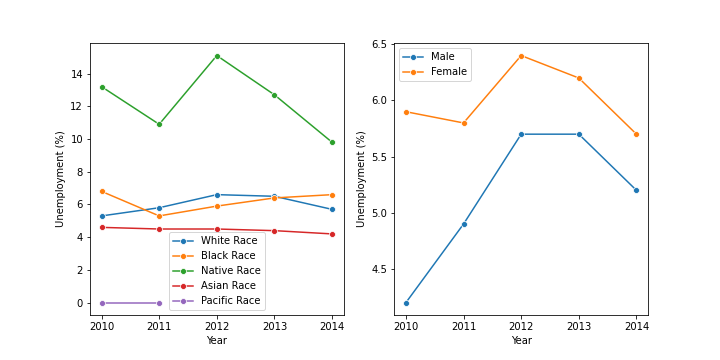 Unemployment (%)
14
12
10
8
6
4
2
0
2010 2011 2012 2013 2014
Year
White Race
Black Race
Native Race
Asian Race
Pacific Race
Unemployment (%)
6.5
6.0
5.5
5.0
4.5
2010 2011 2012 2013 2014
Year
Male
Female